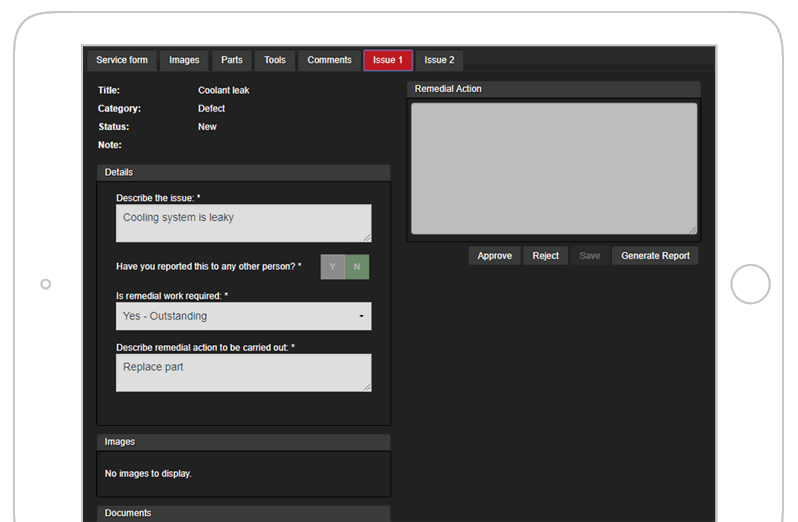 Service form Images Parts Tools Comments Issue 1 Issue 2
Title: Coolant leak
Category: Defect
Status: New
Note:
Details
Describe the issue: *
Cooling system is leaky
Have you reported this to any other person? * Y N
Is remedial work required: *
Yes - Outstanding
Describe remedial action to be carried out: *
Replace part
Images
No images to display.
Documents
Remedial Action
Approve Reject Save Generate Report